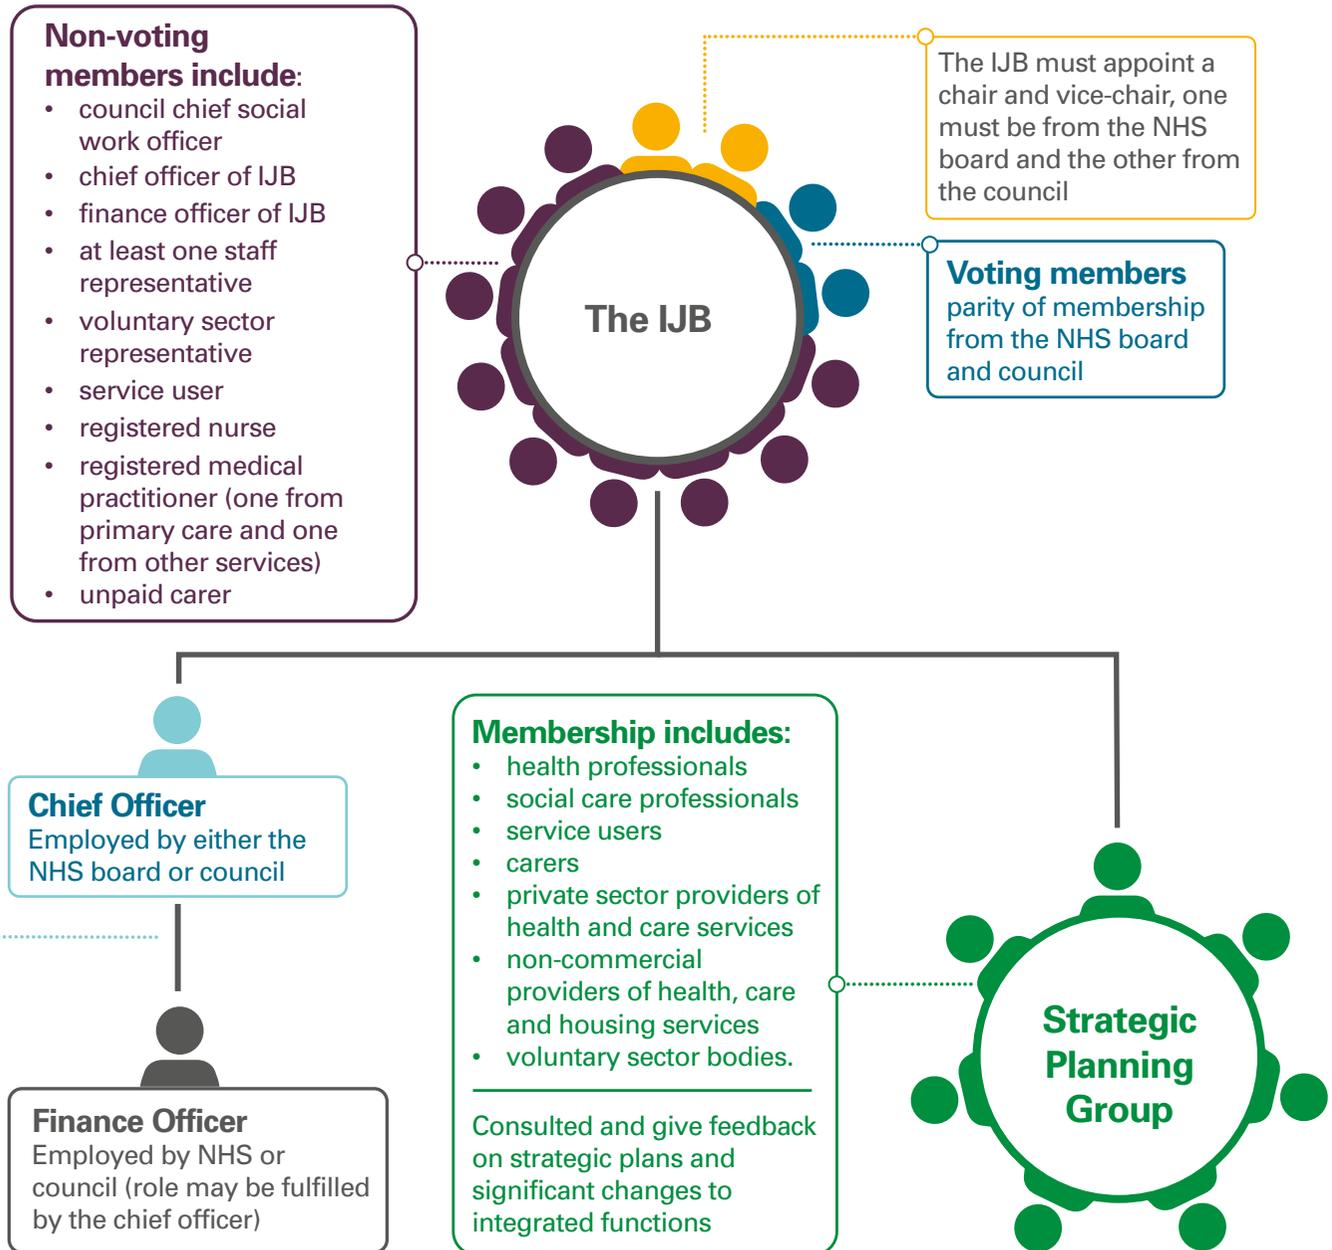 Non-voting
members include:
• council chief social
work officer
• chief officer of IJB
• finance officer of IJB
• at least one staff
representative
• voluntary sector
representative
• service user
• registered nurse
• registered medical
practitioner (one from
primary care and one
from other services)
• unpaid carer
The IJB
The IJB must appoint a
chair and vice-chair, one
must be from the NHS
board and the other from
the council
Voting members
parity of membership
from the NHS board
and council
Chief Officer
Employed by either the
NHS board or council
Finance Officer
Employed by NHS or
council (role may be fulfilled
by the chief officer)
Membership includes:
• health professionals
• social care professionals
• service users
• carers
• private sector providers of
health and care services
• non-commercial
providers of health, care
and housing services
• voluntary sector bodies.
Consulted and give feedback
on strategic plans and
significant changes to
integrated functions
Strategic
Planning
Group